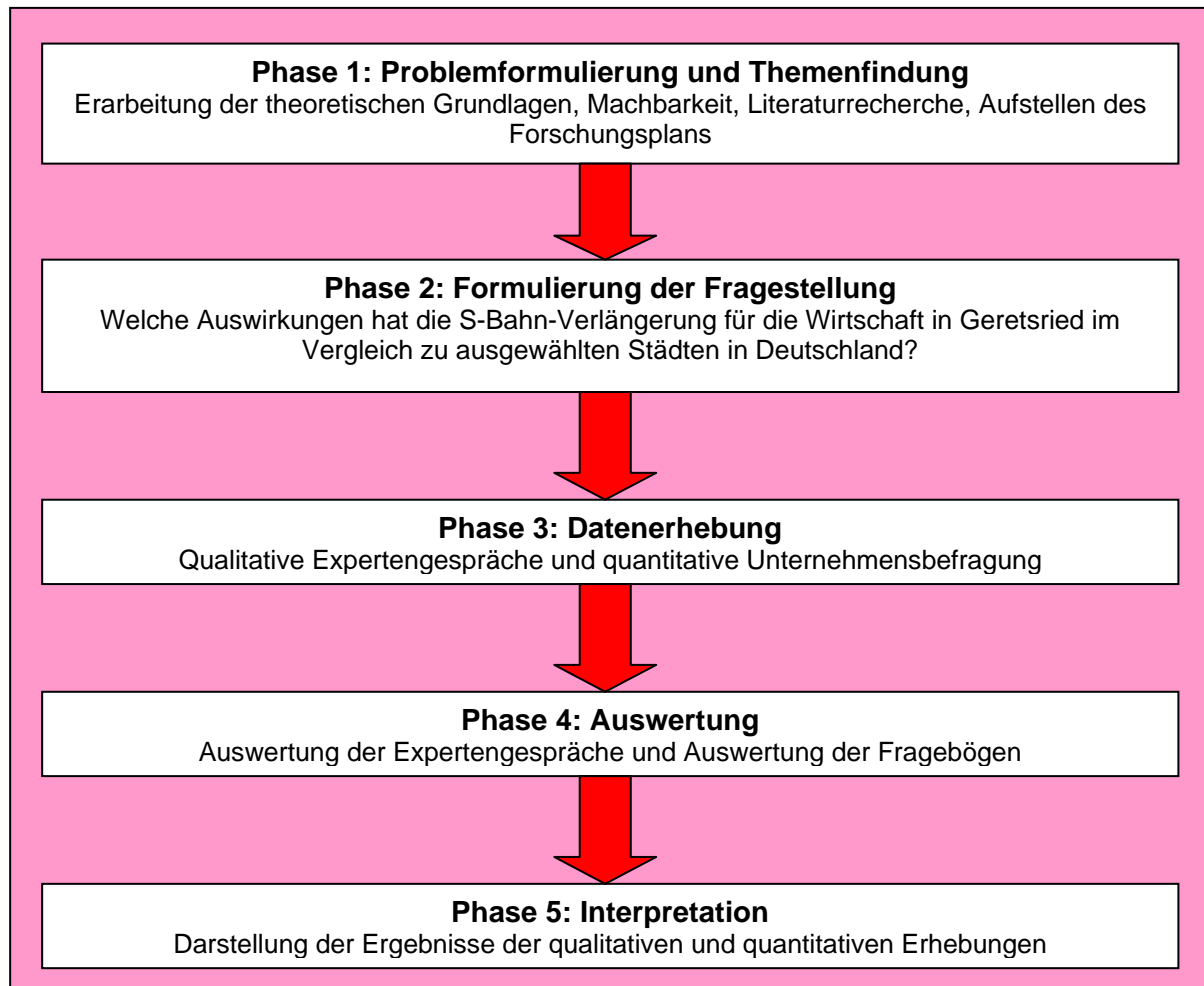 Phase 1: Problemformulierung und Themenfindung
Erarbeitung der theoretischen Grundlagen, Machbarkeit, Literaturrecherche, Aufstellen des
Forschungsplans
Phase 2: Formulierung der Fragestellung
Welche Auswirkungen hat die S-Bahn-Verlängerung für die Wirtschaft in Geretsried im
Vergleich zu ausgewählten Städten in Deutschland?
Phase 3: Datenerhebung
Qualitative Expertengespräche und quantitative Unternehmensbefragung
Phase 4: Auswertung
Auswertung der Expertengespräche und Auswertung der Fragebögen
Phase 5: Interpretation
Darstellung der Ergebnisse der qualitativen und quantitativen Erhebungen